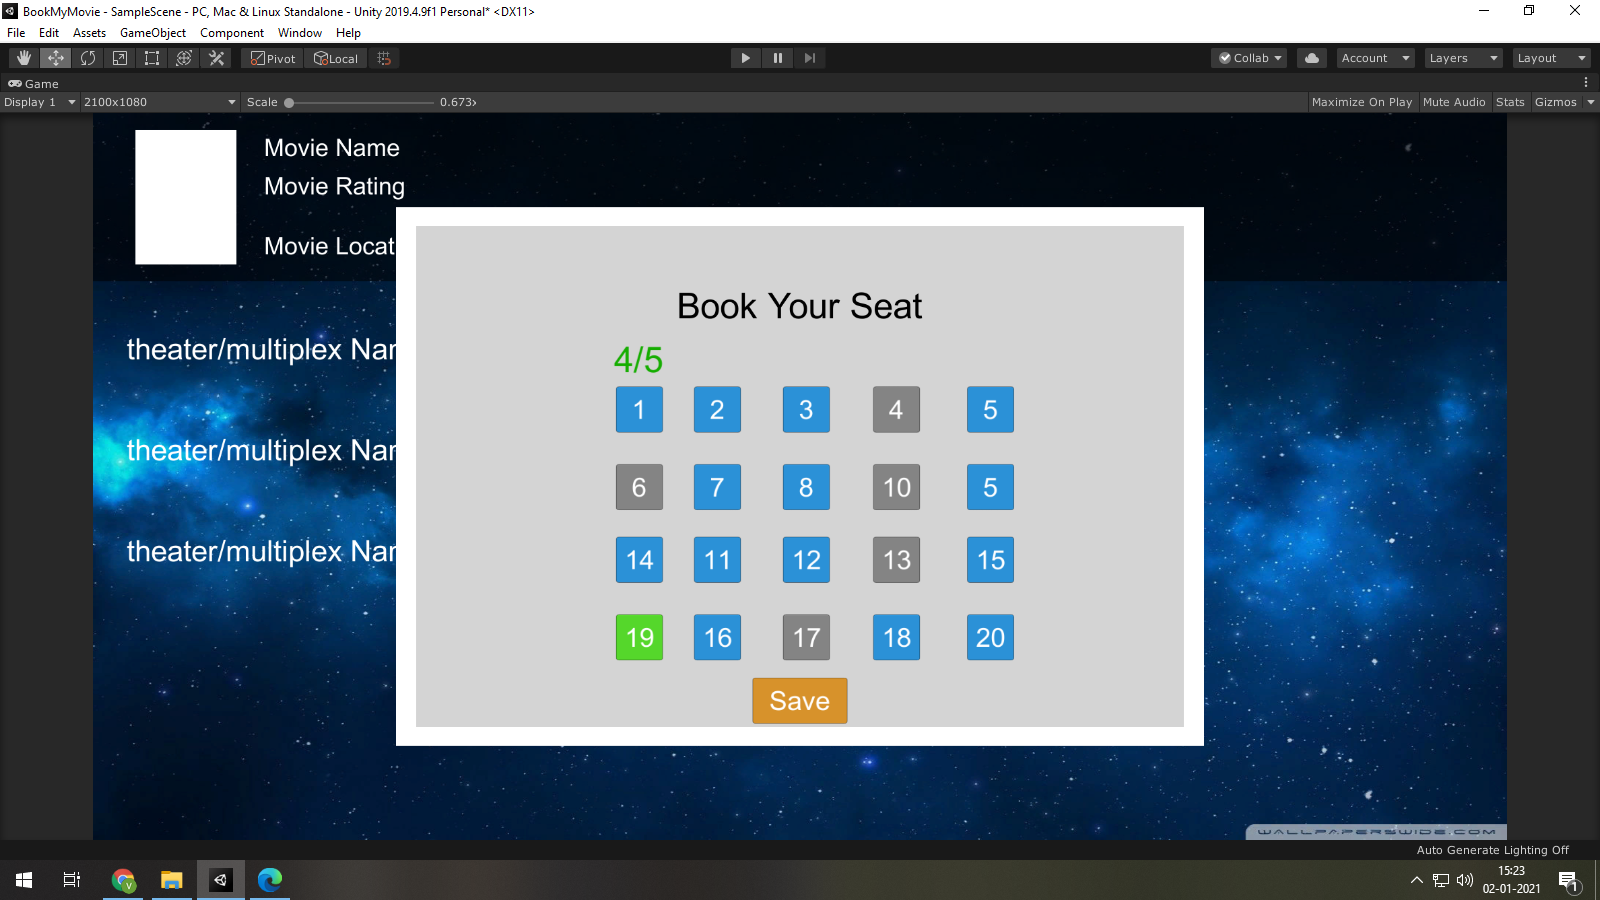 BookMyMovie - SampleScene - PC, Mac & Linux Standalone - Unity 2019.4.9f1 Personal* <DX11>
File Edit Assets GameObject Component Window Help
Pivot Local Collab Account Layers Layout
Game
Display 1 2100x1080 Scale 0.673x Maximize On Play Mute Audio Stats Gizmos
Movie Name
Movie Rating
Movie Locat
Book Your Seat
theater/multiplex Nar
4/5
1 2 3 4 5
theater/multiplex Nar
6 7 8 10 5
theater/multiplex Nar
14 11 12 13 15
19 16 17 18 20
Save
WALLPAPERSWIDE.COM
Auto Generate Lighting Off
V
15:23
02-01-2021
1